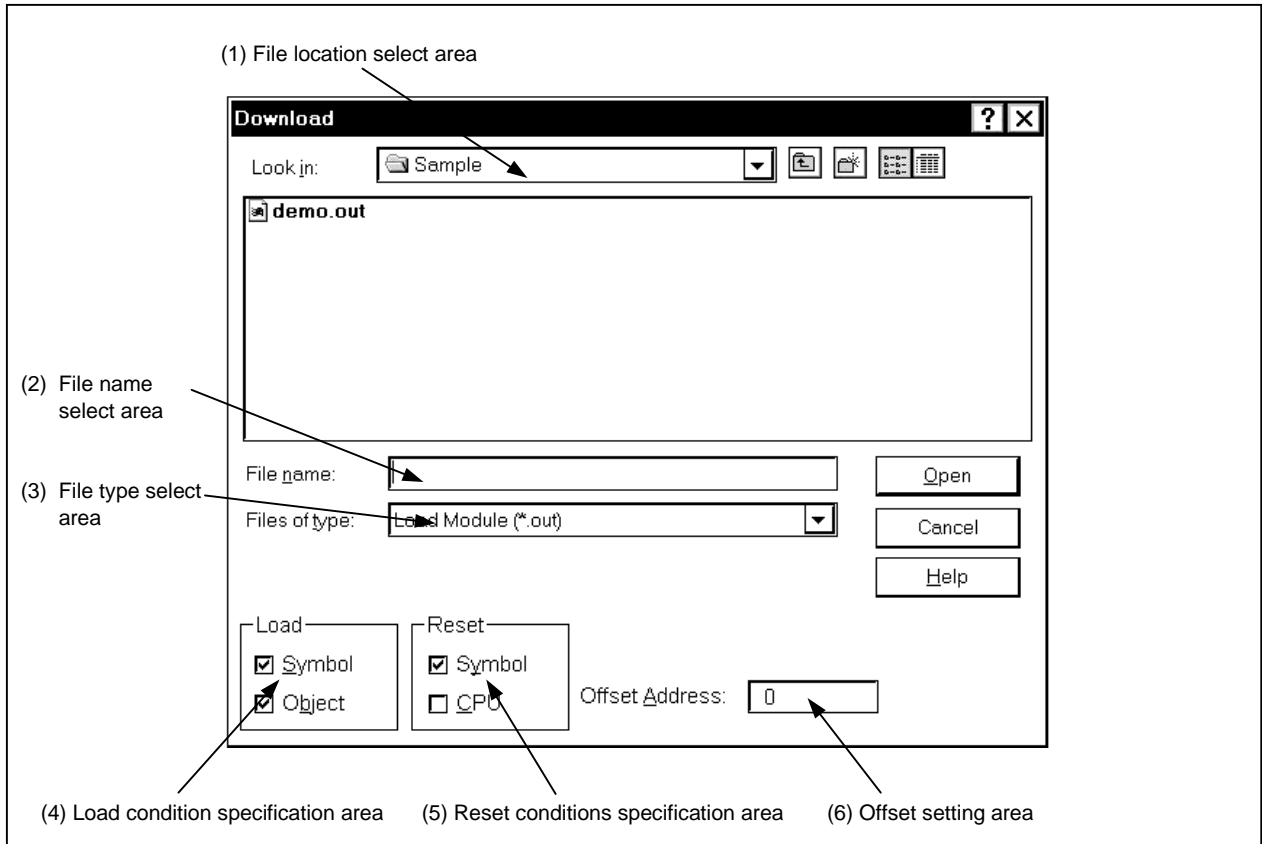 (1) File location select area
Download
Look in: Sample
demo.out
(2) File name
select area
File name:
Open
(3) File type select
area
Files of type: Load Module (*.out)
Cancel
Help
Load
Reset
Symbol
Symbol
Object
CPU
Offset Address: 0
(4) Load condition specification area
(5) Reset conditions specification area
(6) Offset setting area